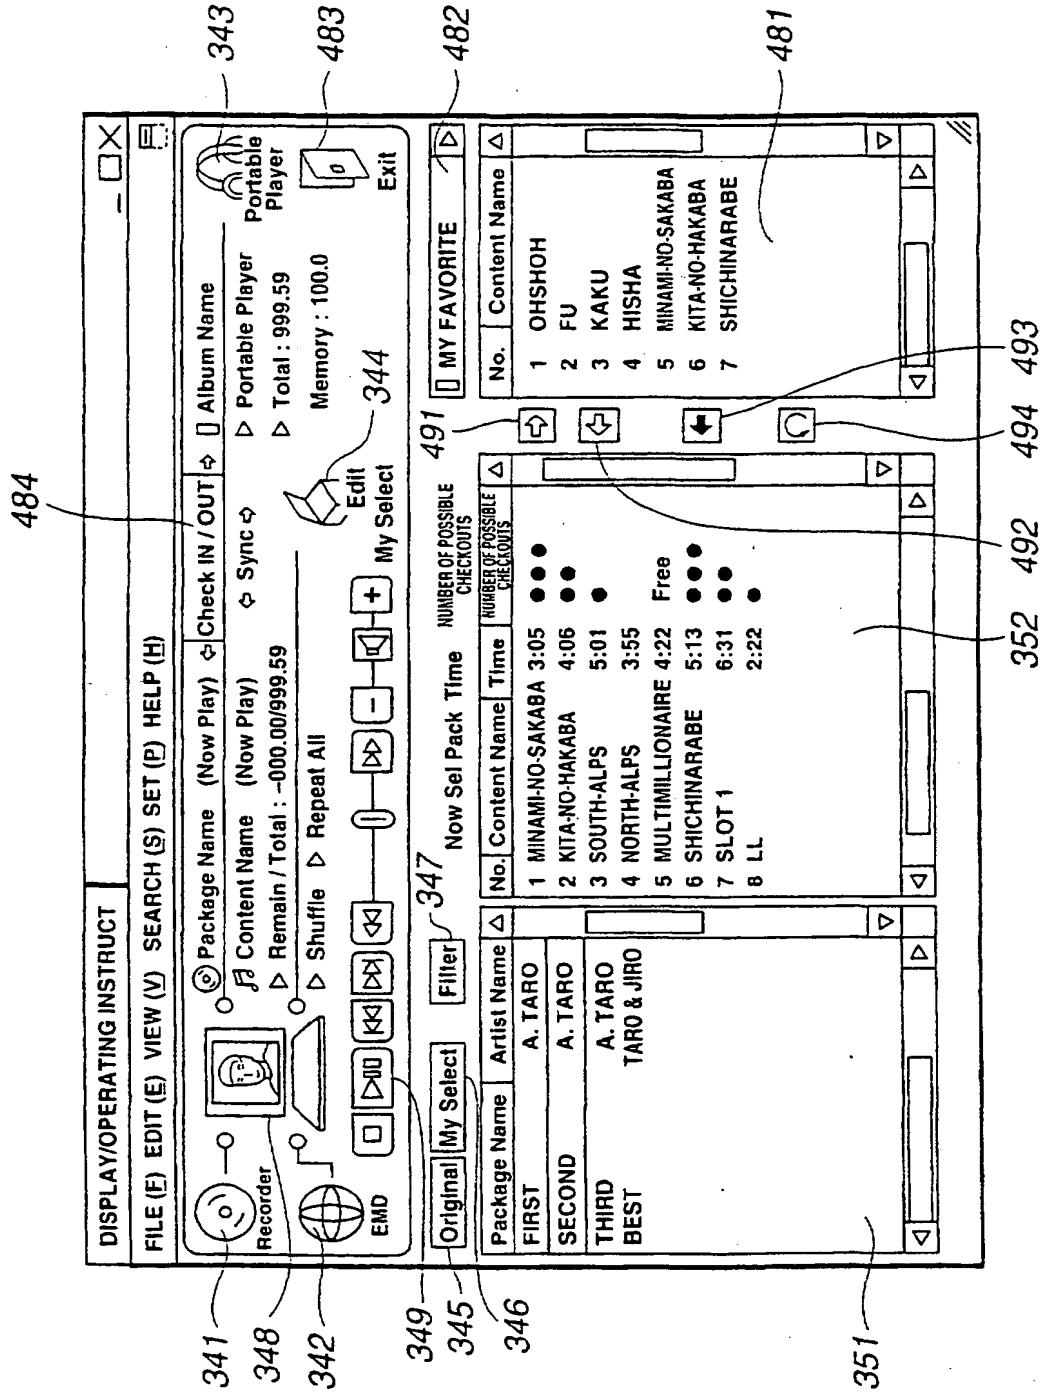 484
DISPLAY/OPERATING INSTRUCT
FILE (F) EDIT (E) VIEW (V) SEARCH (S) SET (P) HELP (H)
341
348
342
349
345
346
347
343
483
482
344
Recorder
EMD
Package Name (Now Play)
Content Name (Now Play)
Remain / Total : –000.00/999.59
Shuffle ▷ Repeat All
Check IN / OUT
⇦ Sync ⇨
Album Name
Portable Player
Total : 999.59
Memory : 100.0
Portable
Player
Edit
My Select
Exit
Original
My Select
Filter
Now Sel Pack Time
NUMBER OF POSSIBLE
CHECKOUTS
MY FAVORITE
Package Name Artist Name
FIRST A. TARO
SECOND A. TARO
THIRD A. TARO
BEST TARO & JIRO
No. Content Name Time NUMBER OF POSSIBLE
CHECKOUTS
1 MINAMI-NO-SAKABA 3:05 ●●●
2 KITA-NO-HAKABA 4:06 ●●
3 SOUTH-ALPS 5:01 ●
4 NORTH-ALPS 3:55
5 MULTIMILLIONAIRE 4:22 Free
6 SHICHINARABE 5:13 ●●●
7 SLOT 1 6:31 ●●
8 LL 2:22 ●
491
492
493
494
No. Content Name
1 OHSHOH
2 FU
3 KAKU
4 HISHA
5 MINAMI-NO-SAKABA
6 KITA-NO-HAKABA
7 SHICHINARABE
351
352
481